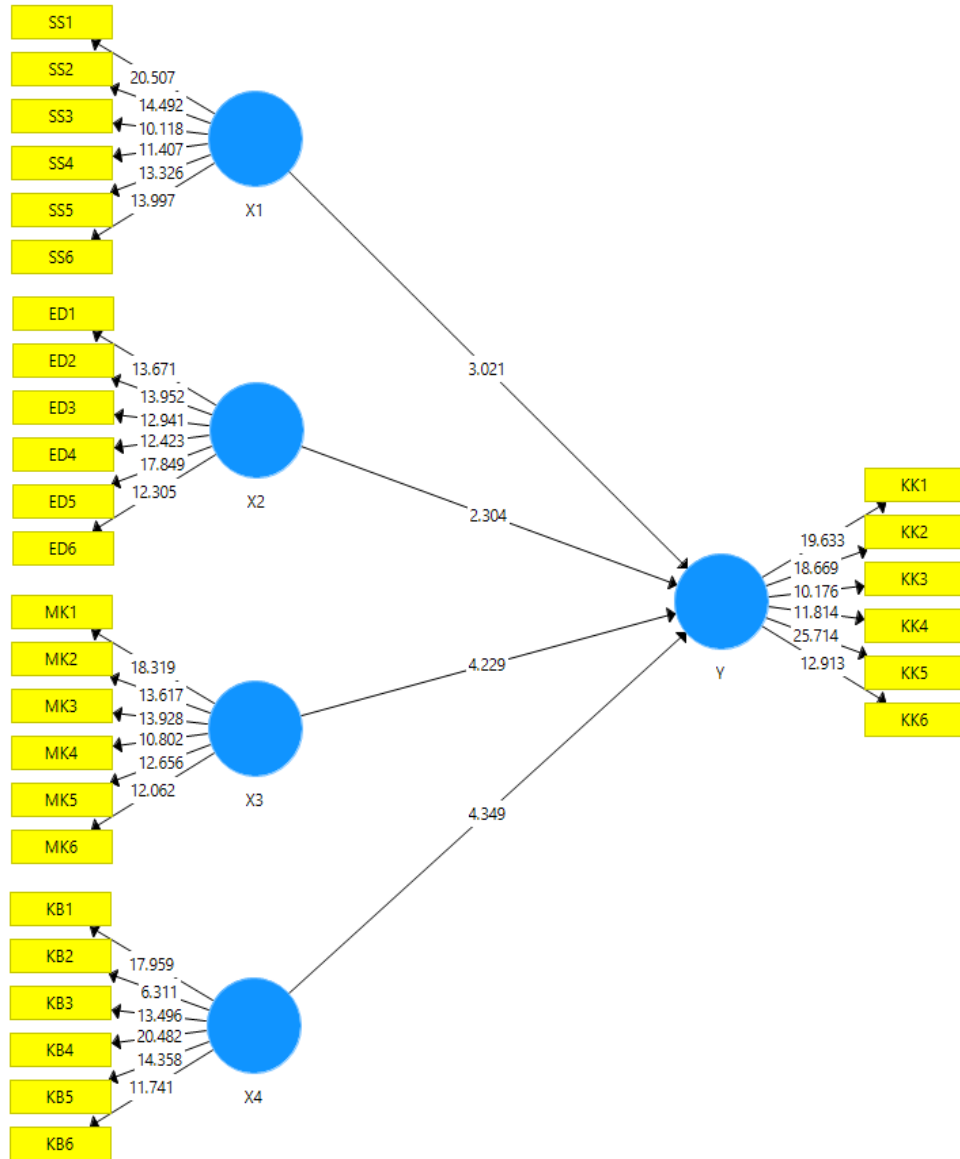 SS1
SS2
SS3
SS4
SS5
SS6
20.507
14.492
10.118
11.407
13.326
13.997
X1
ED1
ED2
ED3
ED4
ED5
ED6
13.671
13.952
12.941
12.423
17.849
12.305
X2
MK1
MK2
MK3
MK4
MK5
MK6
18.319
13.617
13.928
10.802
12.656
12.062
X3
KB1
KB2
KB3
KB4
KB5
KB6
17.959
6.311
13.496
20.482
14.358
11.741
X4
3.021
2.304
4.229
4.349
Y
19.633
18.669
10.176
11.814
25.714
12.913
KK1
KK2
KK3
KK4
KK5
KK6